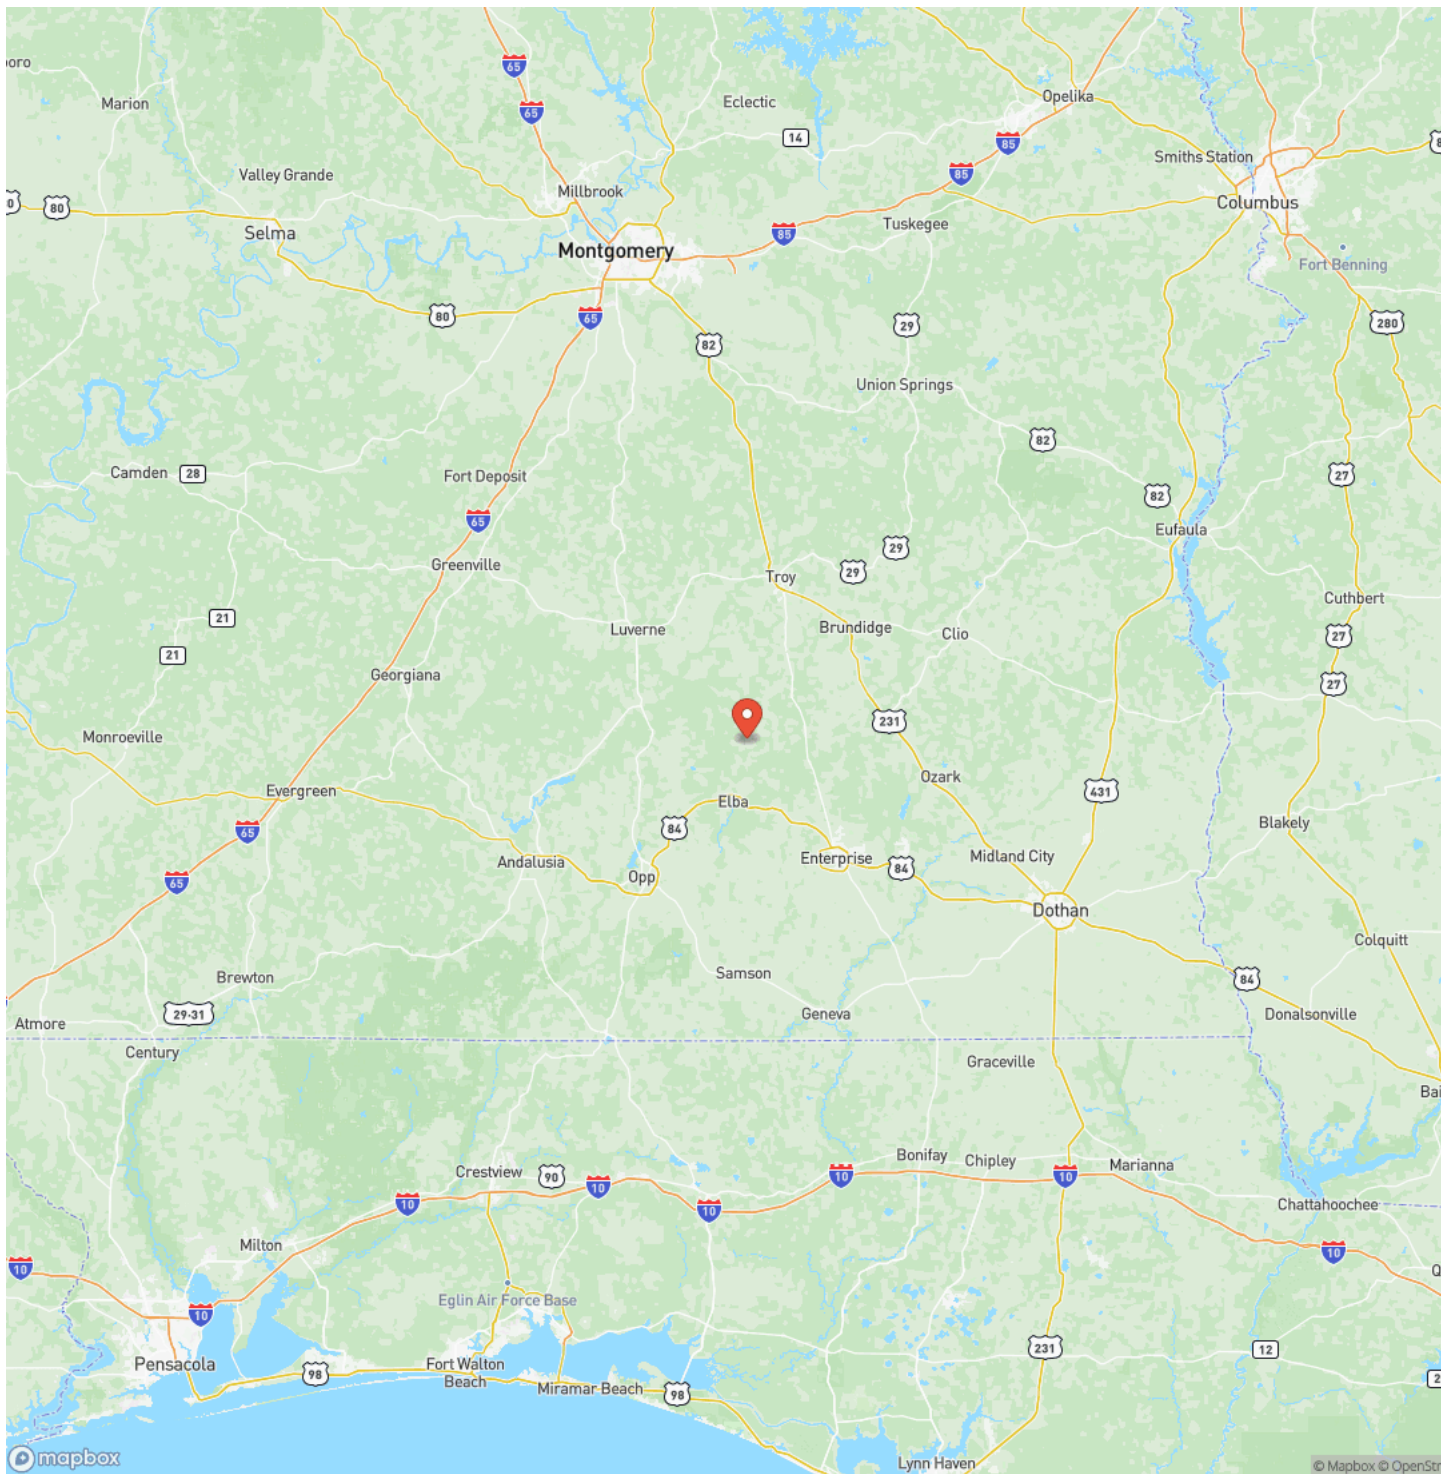 oro
65
Marion
65
Eclectic
Opelika
14
85
8
Smiths Station
Valley Grande
85
Millbrook
0
80
Columbus
Selma
85
Tuskegee
Montgomery
Fort Benning
80
65
29
280
82
Union Springs
82
Camden
28
Fort Deposit
27
82
65
Eufaula
29
Greenville
29
Troy
Cuthbert
21
Luverne
Brundidge
Clio
27
21
Georgiana
27
231
Monroeville
Ozark
Evergreen
431
Elba
65
84
Blakely
Andalusia
Enterprise
Midland City
84
Opp
65
Dothan
Colquitt
Brewton
Samson
84
29-31
Geneva
Donalsonville
Atmore
Century
Graceville
Bai
Bonifay
Chipley
Marianna
Crestview
90
10
10
10
10
10
Chattahoochee
Milton
10
10
Q
Eglin Air Force Base
10
231
12
Pensacola
Fort Walton
Beach
98
Miramar Beach
98
2
mapbox
Lynn Haven
© Mapbox © OpenStr